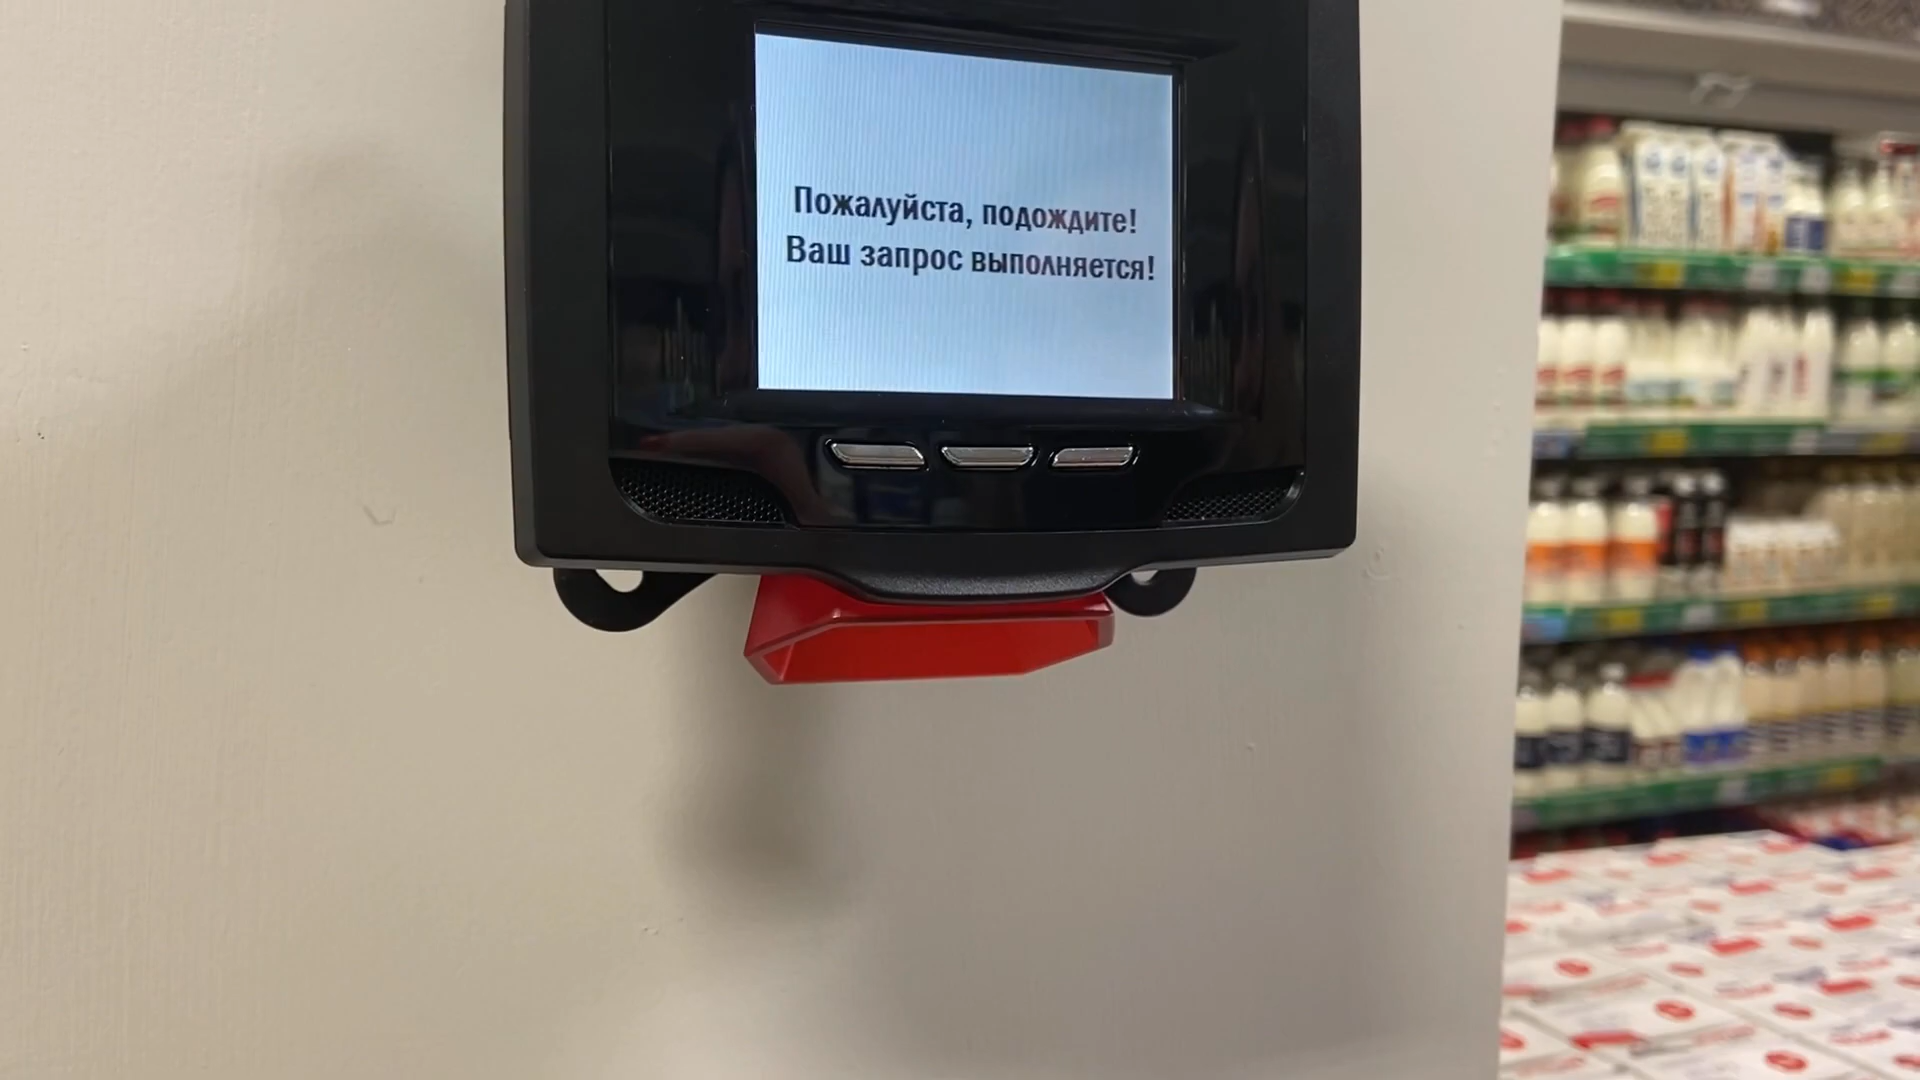 Пожалуйста, подождите!
Ваш запрос выполняется!